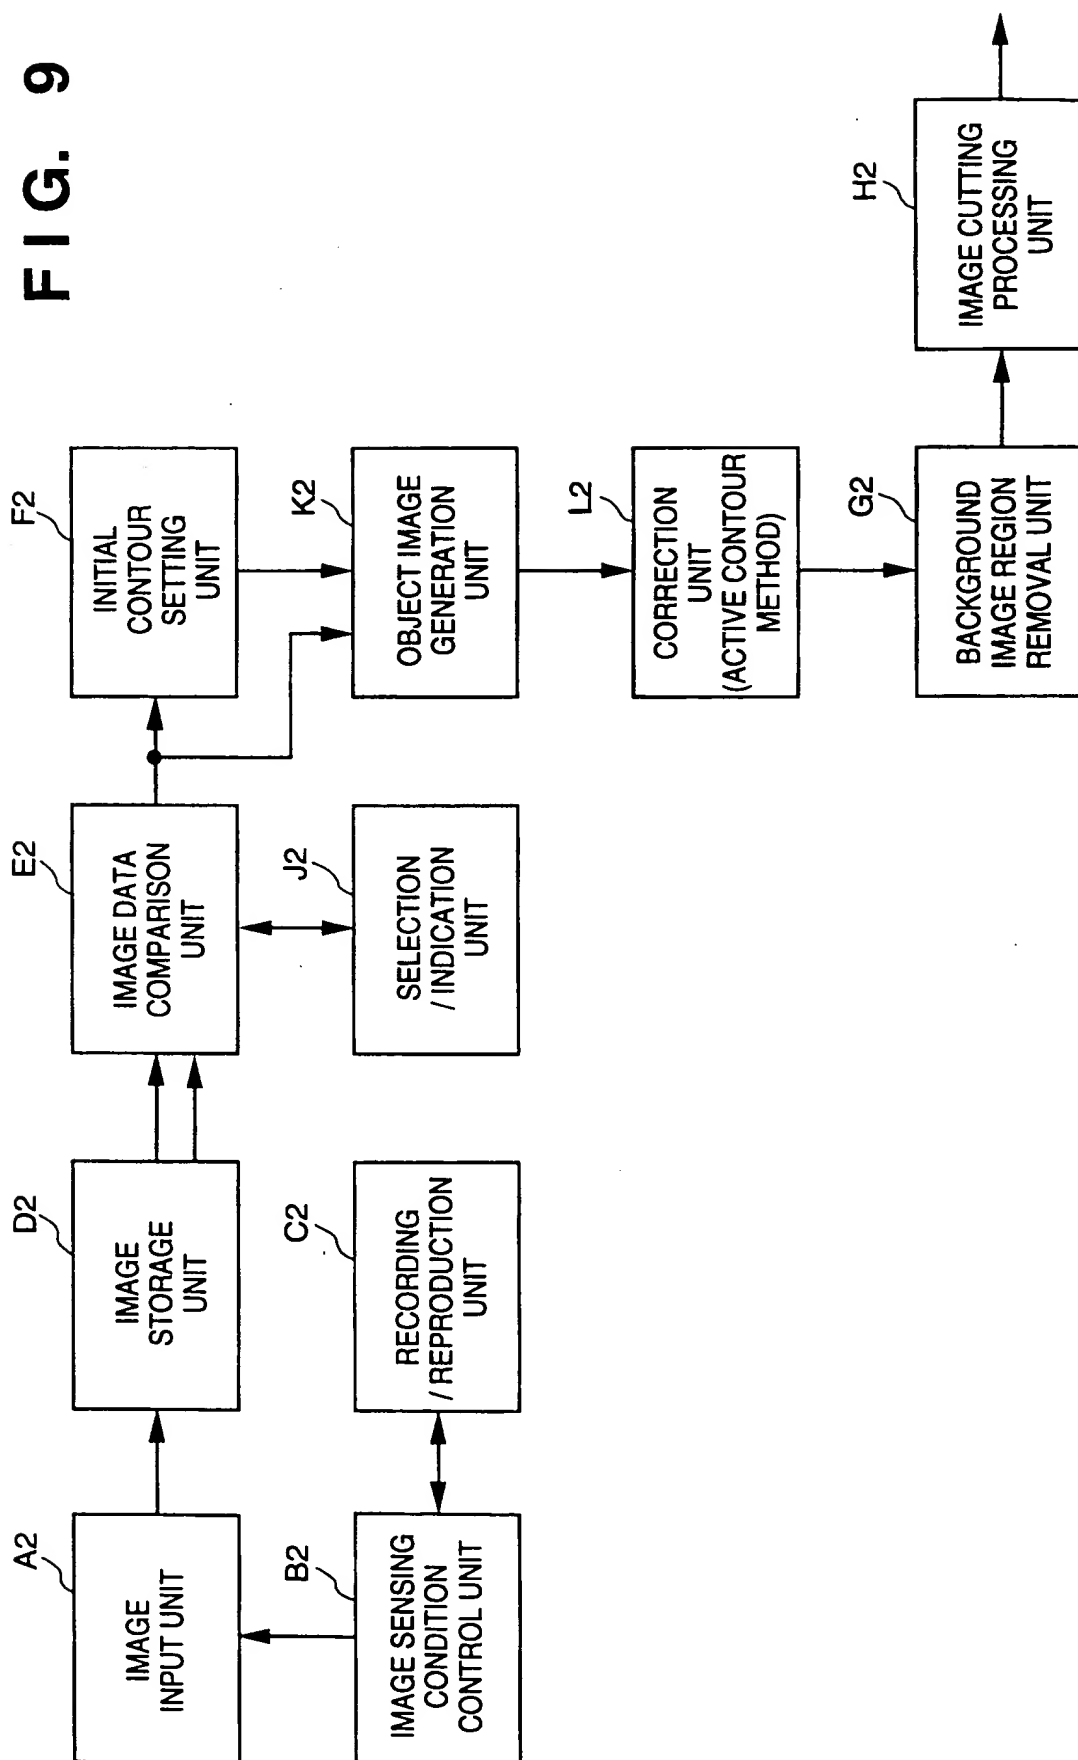 FIG. 9
A2
IMAGE
INPUT UNIT
B2
IMAGE SENSING
CONDITION
CONTROL UNIT
C2
RECORDING
/ REPRODUCTION
UNIT
D2
IMAGE
STORAGE
UNIT
E2
IMAGE DATA
COMPARISON
UNIT
J2
SELECTION
/ INDICATION
UNIT
F2
INITIAL
CONTOUR
SETTING
UNIT
K2
OBJECT IMAGE
GENERATION
UNIT
L2
CORRECTION
UNIT
(ACTIVE CONTOUR
METHOD)
G2
BACKGROUND
IMAGE REGION
REMOVAL UNIT
H2
IMAGE CUTTING
PROCESSING
UNIT